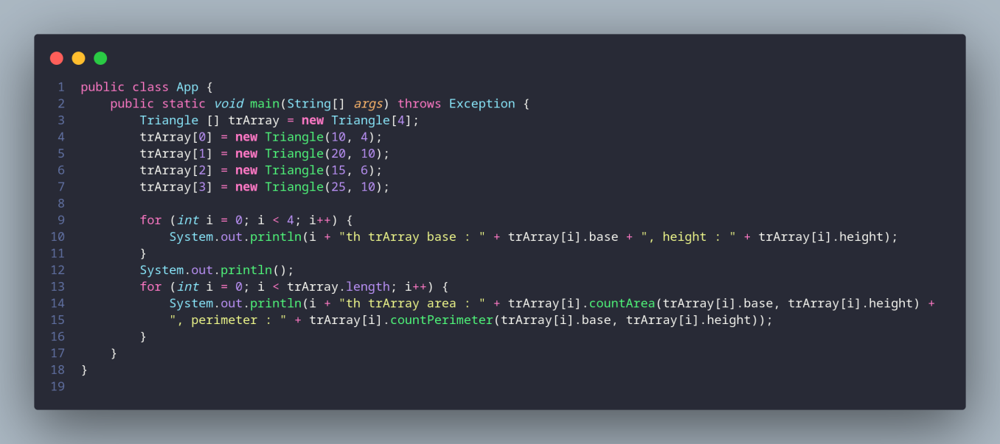 1 public class App {
2     public static void main(String[] args) throws Exception {
3         Triangle [] trArray = new Triangle[4];
4         trArray[0] = new Triangle(10, 4);
5         trArray[1] = new Triangle(20, 10);
6         trArray[2] = new Triangle(15, 6);
7         trArray[3] = new Triangle(25, 10);
8
9         for (int i = 0; i < 4; i++) {
10             System.out.println(i + "th trArray base : " + trArray[i].base + ", height : " + trArray[i].height);
11         }
12         System.out.println();
13         for (int i = 0; i < trArray.length; i++) {
14             System.out.println(i + "th trArray area : " + trArray[i].countArea(trArray[i].base, trArray[i].height) +
15             ", perimeter : " + trArray[i].countPerimeter(trArray[i].base, trArray[i].height));
16         }
17     }
18 }
19